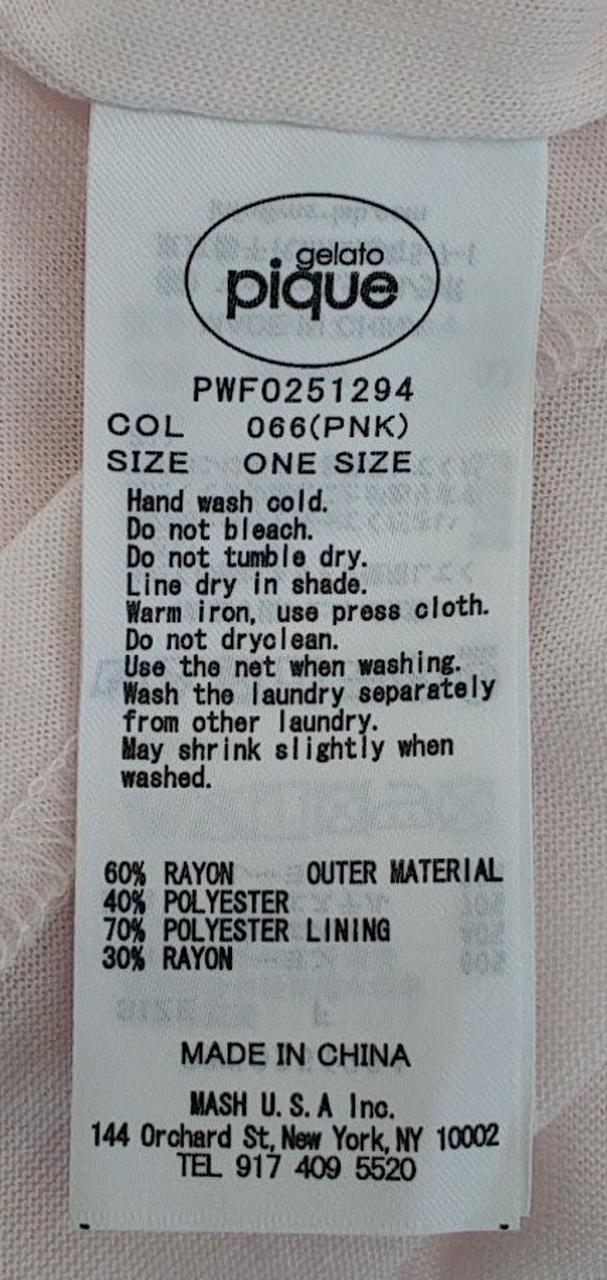 gelato
pique
PWF0251294
COL 066(PNK)
SIZE ONE SIZE
Hand wash cold.
Do not bleach.
Do not tumble dry.
Line dry in shade.
Warm iron, use press cloth.
Do not dryclean.
Use the net when washing.
Wash the laundry separately
from other laundry.
May shrink slightly when
washed.
60% RAYON OUTER MATERIAL
40% POLYESTER
70% POLYESTER LINING
30% RAYON
MADE IN CHINA
MASH U.S.A Inc.
144 Orchard St, New York, NY 10002
TEL 917 409 5520